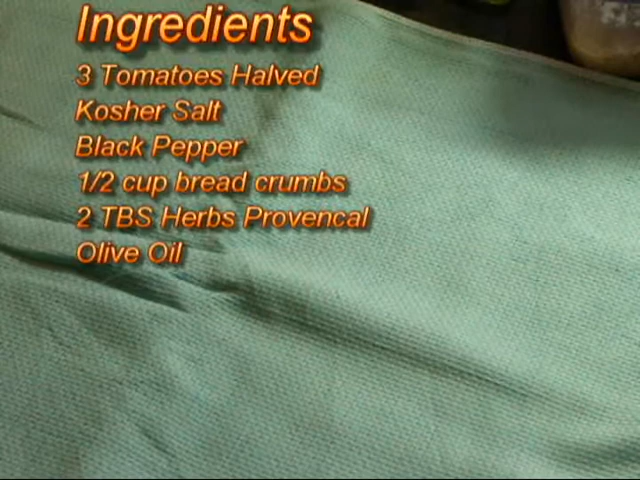 Ingredients
3 Tomatoes Halved
Kosher Salt
Black Pepper
1/2 cup bread crumbs
2 TBS Herbs Provencal
Olive Oil